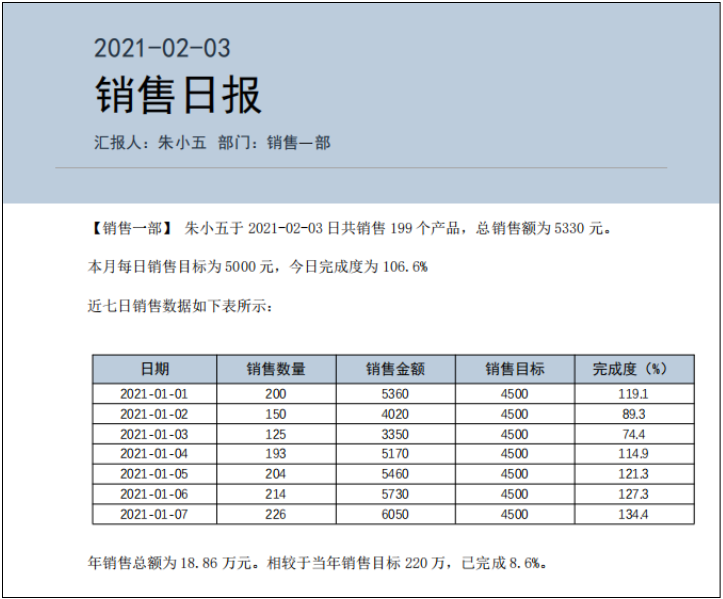 2021-02-03
销售日报
汇报人：朱小五 部门：销售一部
【销售一部】 朱小五于 2021-02-03 日共销售 199 个产品，总销售额为 5330 元。
本月每日销售目标为 5000 元，今日完成度为 106.6%
近七日销售数据如下表所示：
日期 销售数量 销售金额 销售目标 完成度（%）
2021-01-01 200 5360 4500 119.1
2021-01-02 150 4020 4500 89.3
2021-01-03 125 3350 4500 74.4
2021-01-04 193 5170 4500 114.9
2021-01-05 204 5460 4500 121.3
2021-01-06 214 5730 4500 127.3
2021-01-07 226 6050 4500 134.4
年销售总额为 18.86 万元。相较于当年销售目标 220 万，已完成 8.6%。